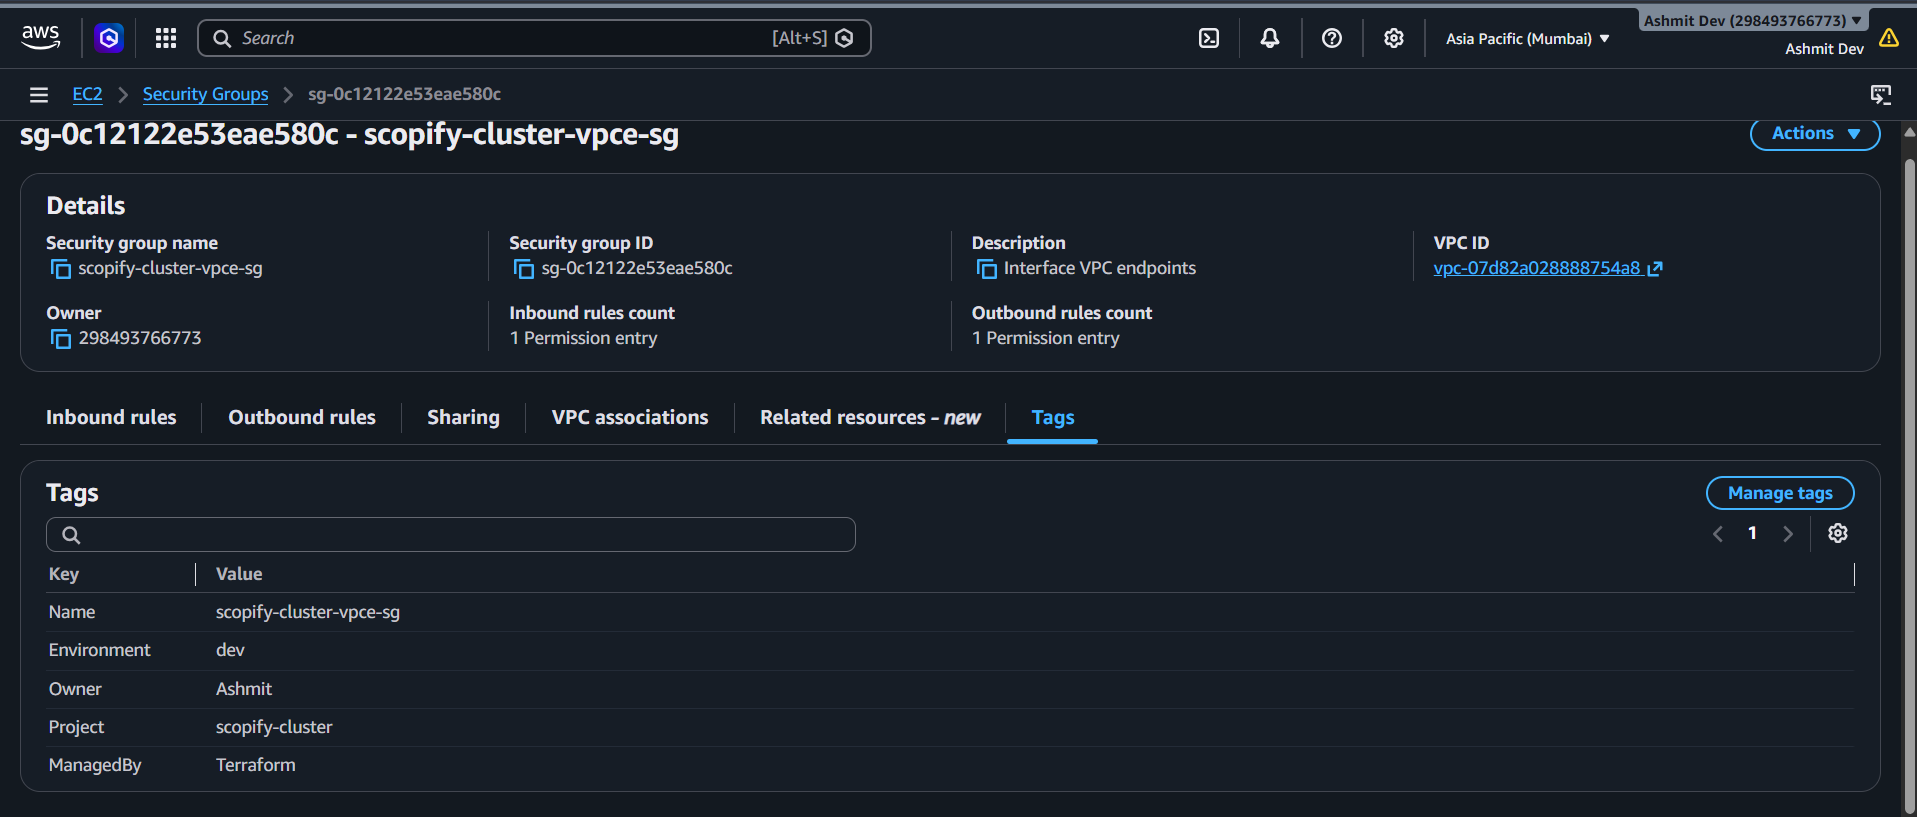 aws
Search [Alt+S]
Asia Pacific (Mumbai)
Ashmit Dev (298493766773)
Ashmit Dev
EC2 Security Groups sg-0c12122e53eae580c
sg-0c12122e53eae580c - scopify-cluster-vpce-sg
Actions
Details
Security group name
scopify-cluster-vpce-sg
Security group ID
sg-0c12122e53eae580c
Description
Interface VPC endpoints
VPC ID
vpc-07d82a028888754a8
Owner
298493766773
Inbound rules count
1 Permission entry
Outbound rules count
1 Permission entry
Inbound rules Outbound rules Sharing VPC associations Related resources – new Tags
Tags
Manage tags
1
Key Value
Name scopify-cluster-vpce-sg
Environment dev
Owner Ashmit
Project scopify-cluster
ManagedBy Terraform